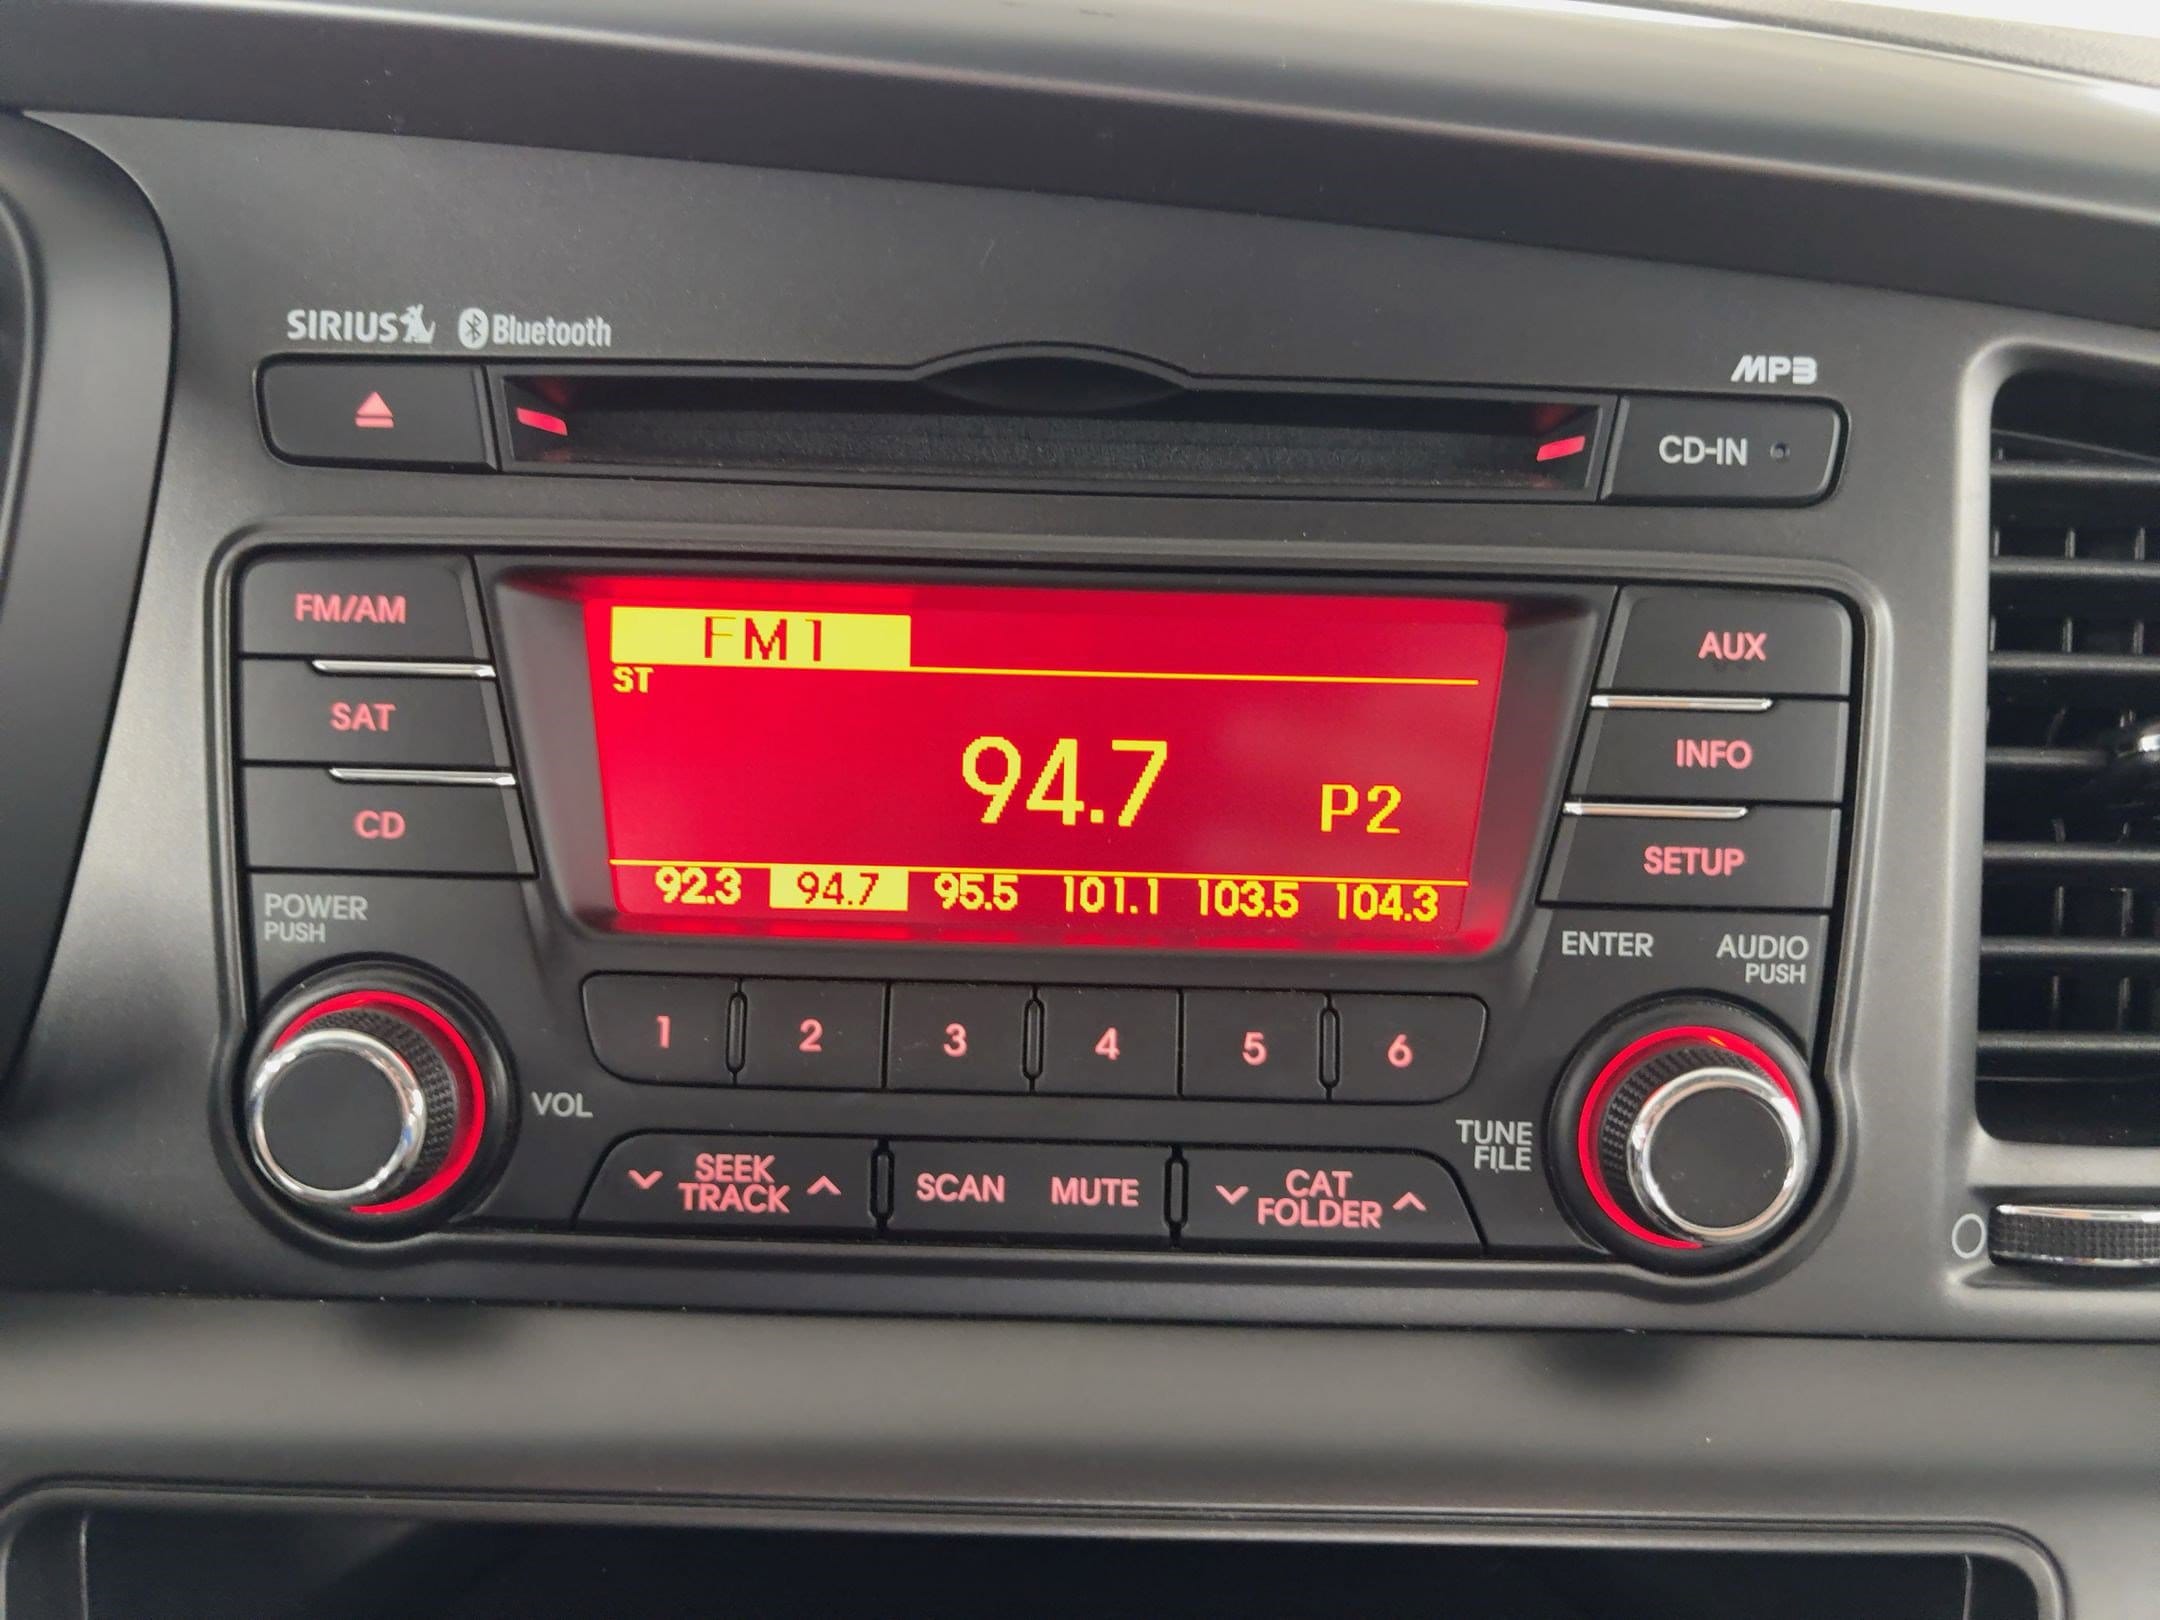 SIRIUS Bluetooth
MP3
CD-IN
FM/AM
SAT
CD
FM1
ST
94.7 P2
92.3 94.7 95.5 101.1 103.5 104.3
AUX
INFO
SETUP
POWER
PUSH
VOL
1 2 3 4 5 6
ENTER AUDIO
PUSH
TUNE
FILE
SEEK
TRACK
SCAN MUTE
CAT
FOLDER